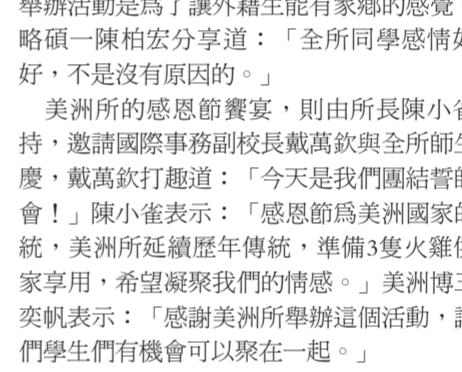 舉辦活動是為了讓外籍生能有家鄉的感覺
略碩一陳柏宏分享道：「全所同學感情
好，不是沒有原因的。」
美洲所的感恩節饗宴，則由所長陳小
持，邀請國際事務副校長戴萬欽與全所師
慶，戴萬欽打趣道：「今天是我們團結誓
會！」陳小雀表示：「感恩節爲美洲國家
統，美洲所延續歷年傳統，準備3隻火雞
家享用，希望凝聚我們的情感。」美洲博
奕帆表示：「感謝美洲所舉辦這個活動，
們學生們有機會可以聚在一起。」